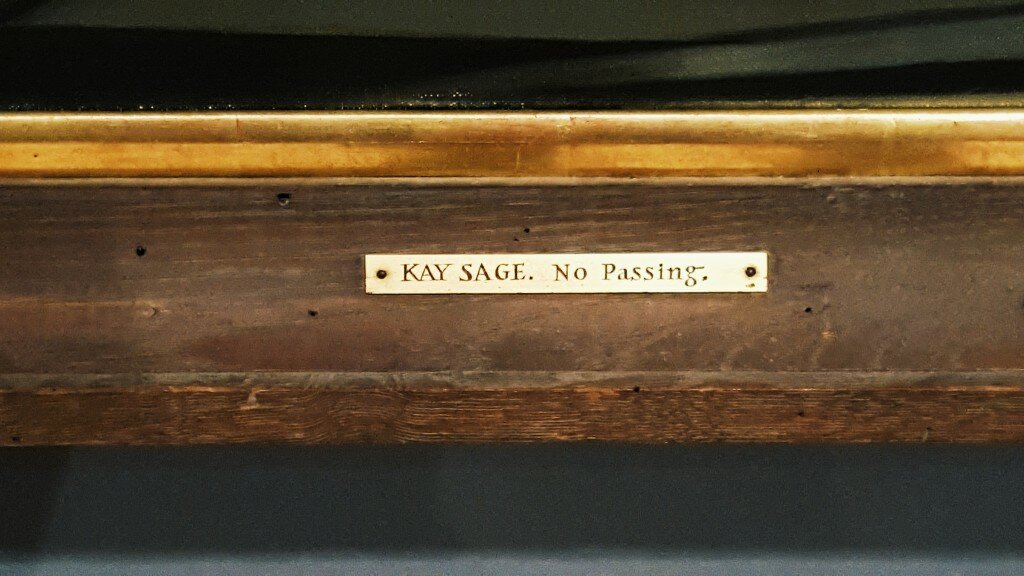 KAY SAGE. No Passing.